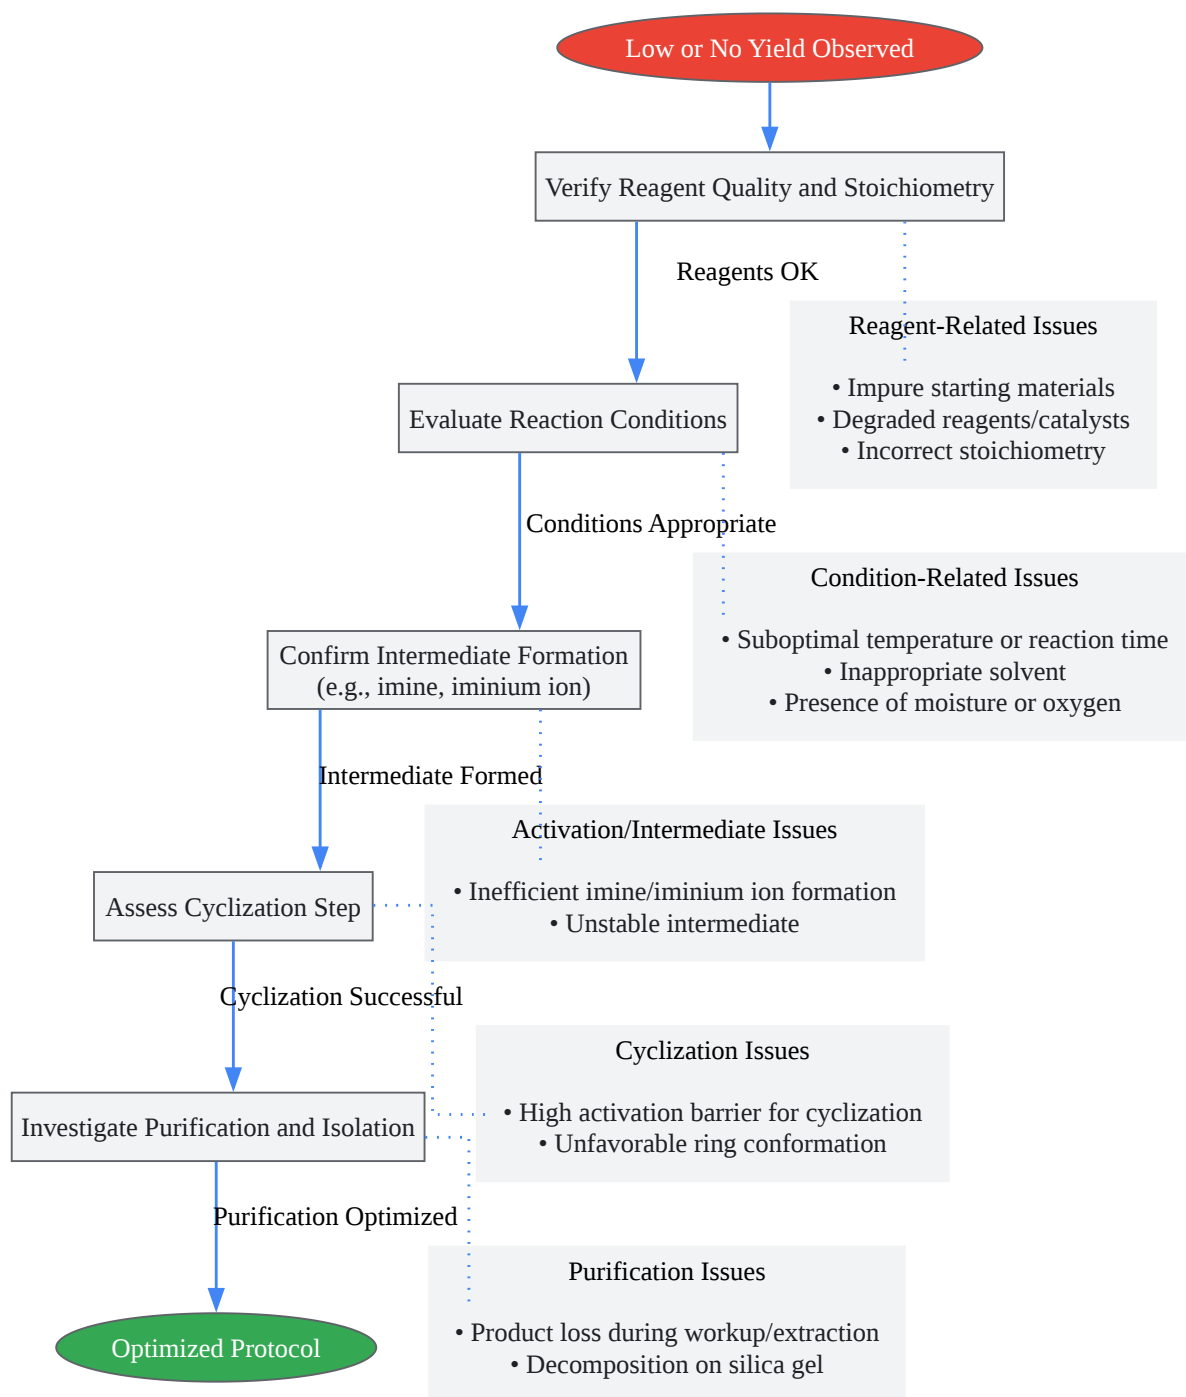 Low or No Yield Observed
Verify Reagent Quality and Stoichiometry
Reagents OK
Reagent-Related Issues
• Impure starting materials
• Degraded reagents/catalysts
• Incorrect stoichiometry
Evaluate Reaction Conditions
Conditions Appropriate
Condition-Related Issues
• Suboptimal temperature or reaction time
• Inappropriate solvent
• Presence of moisture or oxygen
Confirm Intermediate Formation
(e.g., imine, iminium ion)
Intermediate Formed
Activation/Intermediate Issues
• Inefficient imine/iminium ion formation
• Unstable intermediate
Assess Cyclization Step
Cyclization Successful
Cyclization Issues
• High activation barrier for cyclization
• Unfavorable ring conformation
Investigate Purification and Isolation
Purification Optimized
Purification Issues
• Product loss during workup/extraction
• Decomposition on silica gel
Optimized Protocol